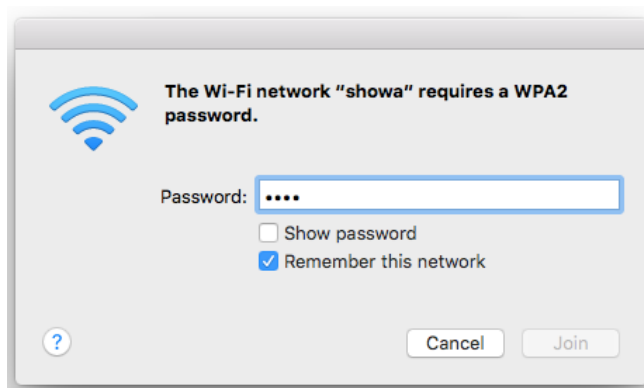 The Wi-Fi network “showa” requires a WPA2
password.
Password: ••••
Show password
Remember this network
?
Cancel
Join